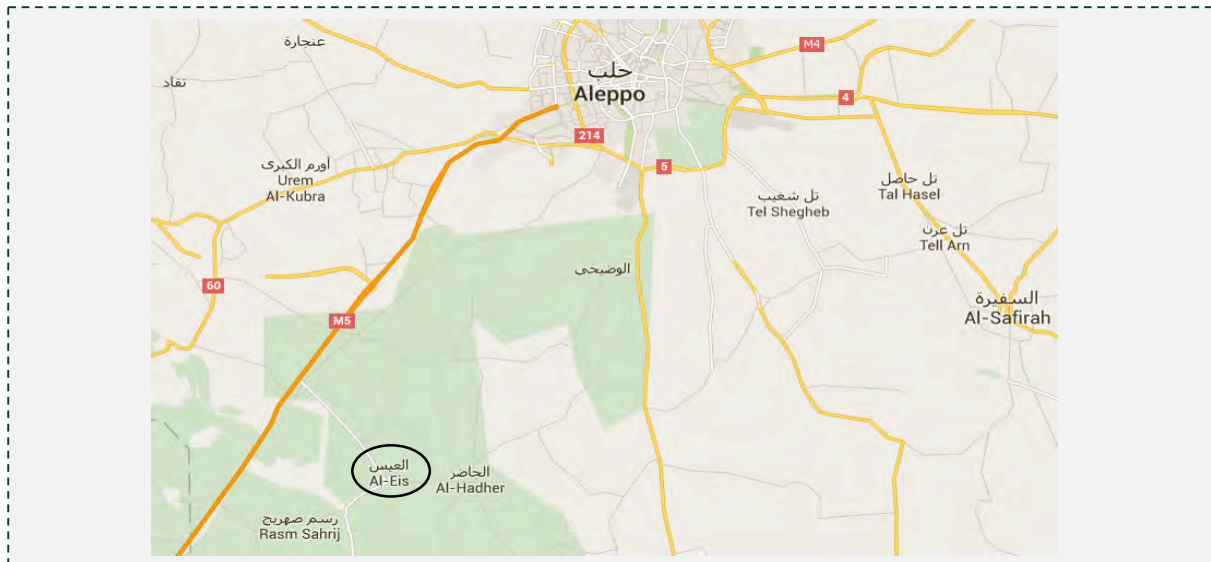 عنجارة
M4
تقاد
حلب
Aleppo
4
214
أورم الكبرى
Urem
Al-Kubra
5
تل حاصل
Tal Hasel
تل شغيب
Tel Shegheb
تل عرن
Tell Arn
الوضيحي
60
السفيرة
Al-Safirah
M5
العيس
Al-Eis
الحاضر
Al-Hadher
رسم صهريج
Rasm Sahrij